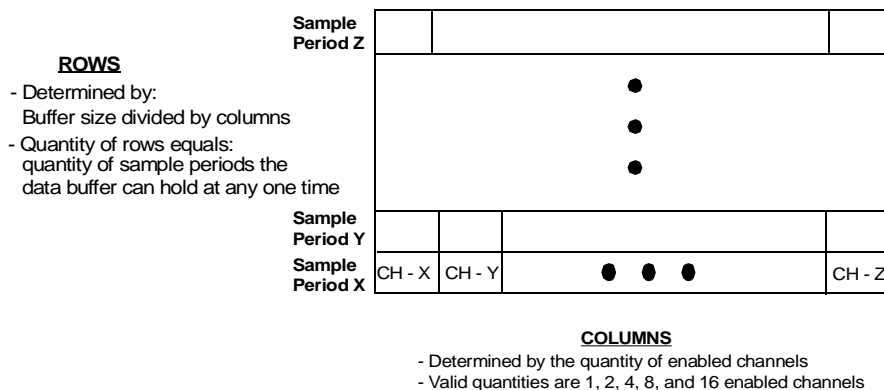 Sample
Period Z
ROWS
- Determined by:
Buffer size divided by columns
- Quantity of rows equals:
quantity of sample periods the
data buffer can hold at any one time
Sample
Period Y
Sample
Period X
CH - X CH - Y CH - Z
COLUMNS
- Determined by the quantity of enabled channels
- Valid quantities are 1, 2, 4, 8, and 16 enabled channels